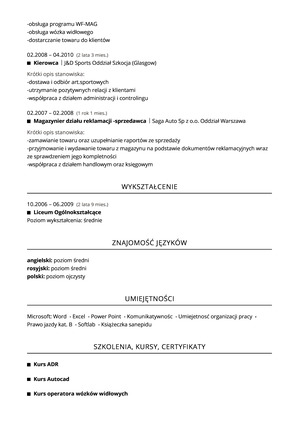 -obsługa programu WF-MAG
-obsługa wózka widłowego
-dostarczanie towaru do klientów
02.2008 – 04.2010 (2 lata 3 mies.)
■ Kierowca | J&D Sports Oddział Szkocja (Glasgow)
Krótki opis stanowiska:
-dostawa i odbiór art.sportowych
-utrzymanie pozytywnych relacji z klientami
-współpraca z działem administracji i controlingu
02.2007 – 02.2008 (1 rok 1 mies.)
■ Magazynier działu reklamacji -sprzedawca | Saga Auto Sp z o.o. Oddział Warszawa
Krótki opis stanowiska:
-zamawianie towaru oraz uzupełnianie raportów ze sprzedaży
-przyjmowanie i wydawanie towaru z magazynu na podstawie dokumentów reklamacyjnych wraz
ze sprawdzeniem jego kompletności
-współpraca z działem handlowym oraz księgowym
WYKSZTAŁCENIE
10.2006 – 06.2009 (2 lata 9 mies.)
■ Liceum Ogólnokształcące
Poziom wykształcenia: średnie
ZNAJOMOŚĆ JĘZYKÓW
angielski: poziom średni
rosyjski: poziom średni
polski: poziom ojczysty
UMIEJĘTNOŚCI
Microsoft: Word • Excel • Power Point • Komunikatywnośc • Umiejetność organizacji pracy •
Prawo jazdy kat. B • Softlab • Książeczka sanepidu
SZKOLENIA, KURSY, CERTYFIKATY
■ Kurs ADR
■ Kurs Autocad
■ Kurs operatora wózków widłowych